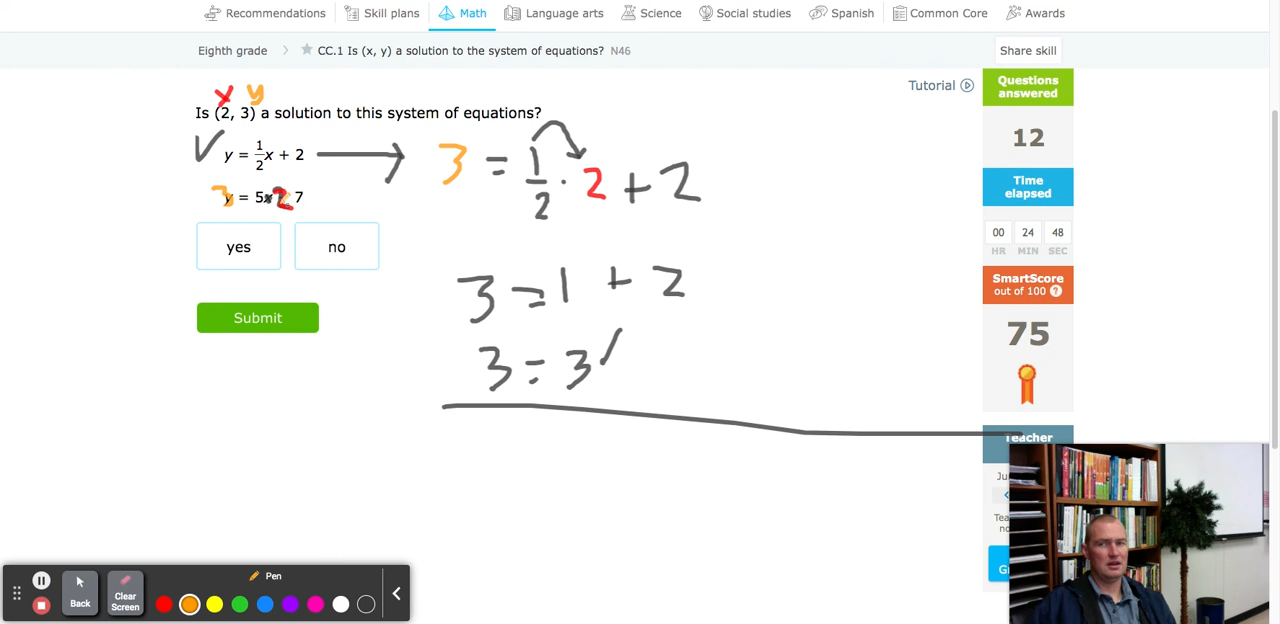 Recommendations Skill plans Math Language arts Science Social studies Spanish Common Core Awards
Eighth grade CC.1 Is (x, y) a solution to the system of equations? N46
Share skill
Tutorial
x y
Is (2, 3) a solution to this system of equations?
y = 1/2 x + 2
3 = 1/2 · 2 + 2
3 = 5 2 7
yes no
Submit
3 = 1 + 2
3 = 3
Questions answered
12
Time elapsed
00 24 48
HR MIN SEC
SmartScore
out of 100 ?
75
Teacher
Pen
Back
Clear Screen